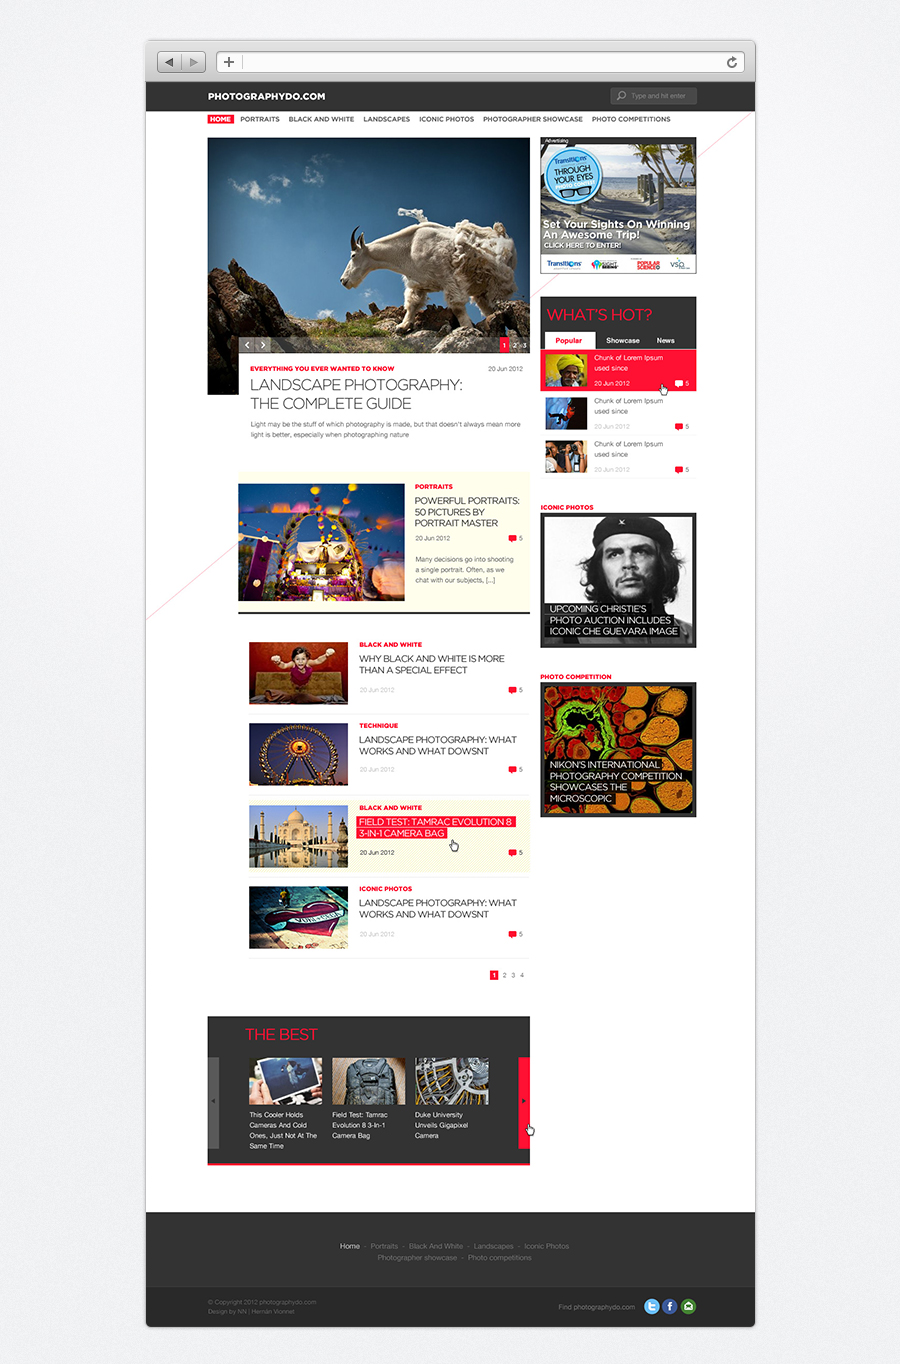 PHOTOGRAPHYDO.COM
Type and hit enter
HOME PORTRAITS BLACK AND WHITE LANDSCAPES ICONIC PHOTOS PHOTOGRAPHER SHOWCASE PHOTO COMPETITIONS
1 2 3
EVERYTHING YOU EVER WANTED TO KNOW
20 Jun 2012
LANDSCAPE PHOTOGRAPHY:
THE COMPLETE GUIDE
Light may be the stuff of which photography is made, but that doesn't always mean more
light is better, especially when photographing nature
PORTRAITS
POWERFUL PORTRAITS:
50 PICTURES BY
PORTRAIT MASTER
20 Jun 2012 5
Many decisions go into shooting
a single portrait. Often, as we
chat with our subjects, [...]
BLACK AND WHITE
WHY BLACK AND WHITE IS MORE
THAN A SPECIAL EFFECT
20 Jun 2012 5
TECHNIQUE
LANDSCAPE PHOTOGRAPHY: WHAT
WORKS AND WHAT DOWSNT
20 Jun 2012 5
BLACK AND WHITE
FIELD TEST: TAMRAC EVOLUTION 8
3-IN-1 CAMERA BAG
20 Jun 2012 5
ICONIC PHOTOS
LANDSCAPE PHOTOGRAPHY: WHAT
WORKS AND WHAT DOWSNT
20 Jun 2012 5
1 2 3 4
Advertising
Transitions
THROUGH
YOUR EYES
Set Your Sights On Winning
An Awesome Trip!
CLICK HERE TO ENTER!
Transitions
POPULAR
SCIENCE
vsp
WHAT'S HOT?
Popular Showcase News
Chunk of Lorem Ipsum
used since
20 Jun 2012 5
Chunk of Lorem Ipsum
used since
20 Jun 2012 5
Chunk of Lorem Ipsum
used since
20 Jun 2012 5
ICONIC PHOTOS
UPCOMING CHRISTIE'S
PHOTO AUCTION INCLUDES
ICONIC CHE GUEVARA IMAGE
PHOTO COMPETITION
NIKON'S INTERNATIONAL
PHOTOGRAPHY COMPETITION
SHOWCASES THE
MICROSCOPIC
THE BEST
This Cooler Holds
Cameras And Cold
Ones, Just Not At The
Same Time
Field Test: Tamrac
Evolution 8 3-In-1
Camera Bag
Duke University
Unveils Gigapixel
Camera
Home - Portraits - Black And White - Landscapes - Iconic Photos
Photographer showcase - Photo competitions
© Copyright 2012 photographydo.com
Design by NN | Hernán Vionnet
Find photographydo.com